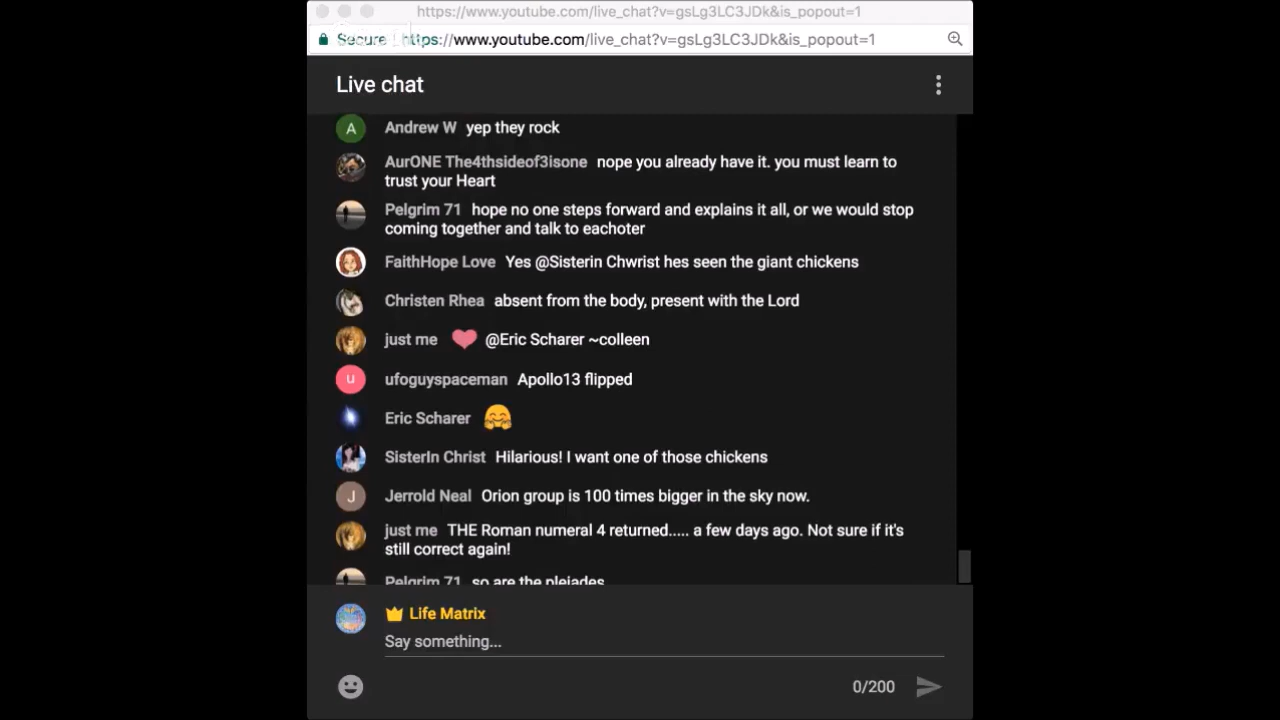 https://www.youtube.com/live_chat?v=gsLg3LC3JDk&is_popout=1
Secure https://www.youtube.com/live_chat?v=gsLg3LC3JDk&is_popout=1
Live chat
A Andrew W yep they rock
AurONE The4thsideof3isone nope you already have it. you must learn to
trust your Heart
Pelgrim 71 hope no one steps forward and explains it all, or we would stop
coming together and talk to eachoter
FaithHope Love Yes @Sisterin Chwrist hes seen the giant chickens
Christen Rhea absent from the body, present with the Lord
just me @Eric Scharer ~colleen
u ufoguyspaceman Apollo13 flipped
Eric Scharer
SisterIn Christ Hilarious! I want one of those chickens
J Jerrold Neal Orion group is 100 times bigger in the sky now.
just me THE Roman numeral 4 returned..... a few days ago. Not sure if it's
still correct again!
Pelgrim 71 so are the pleiades
Life Matrix
Say something...
0/200